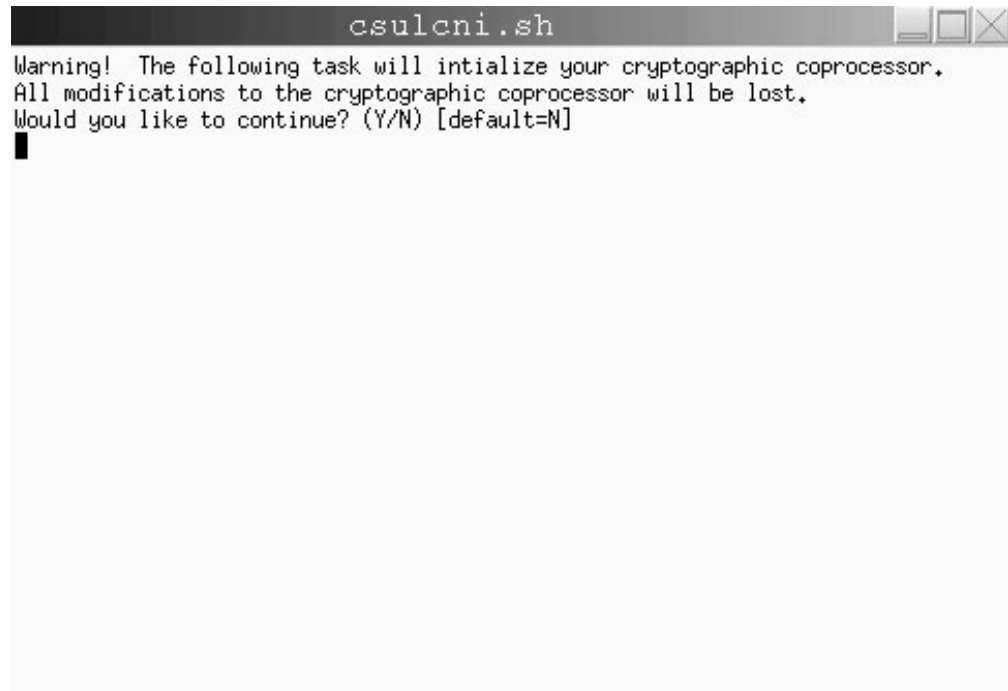 csulcni.sh
Warning!  The following task will intialize your cryptographic coprocessor.
All modifications to the cryptographic coprocessor will be lost.
Would you like to continue? (Y/N) [default=N]